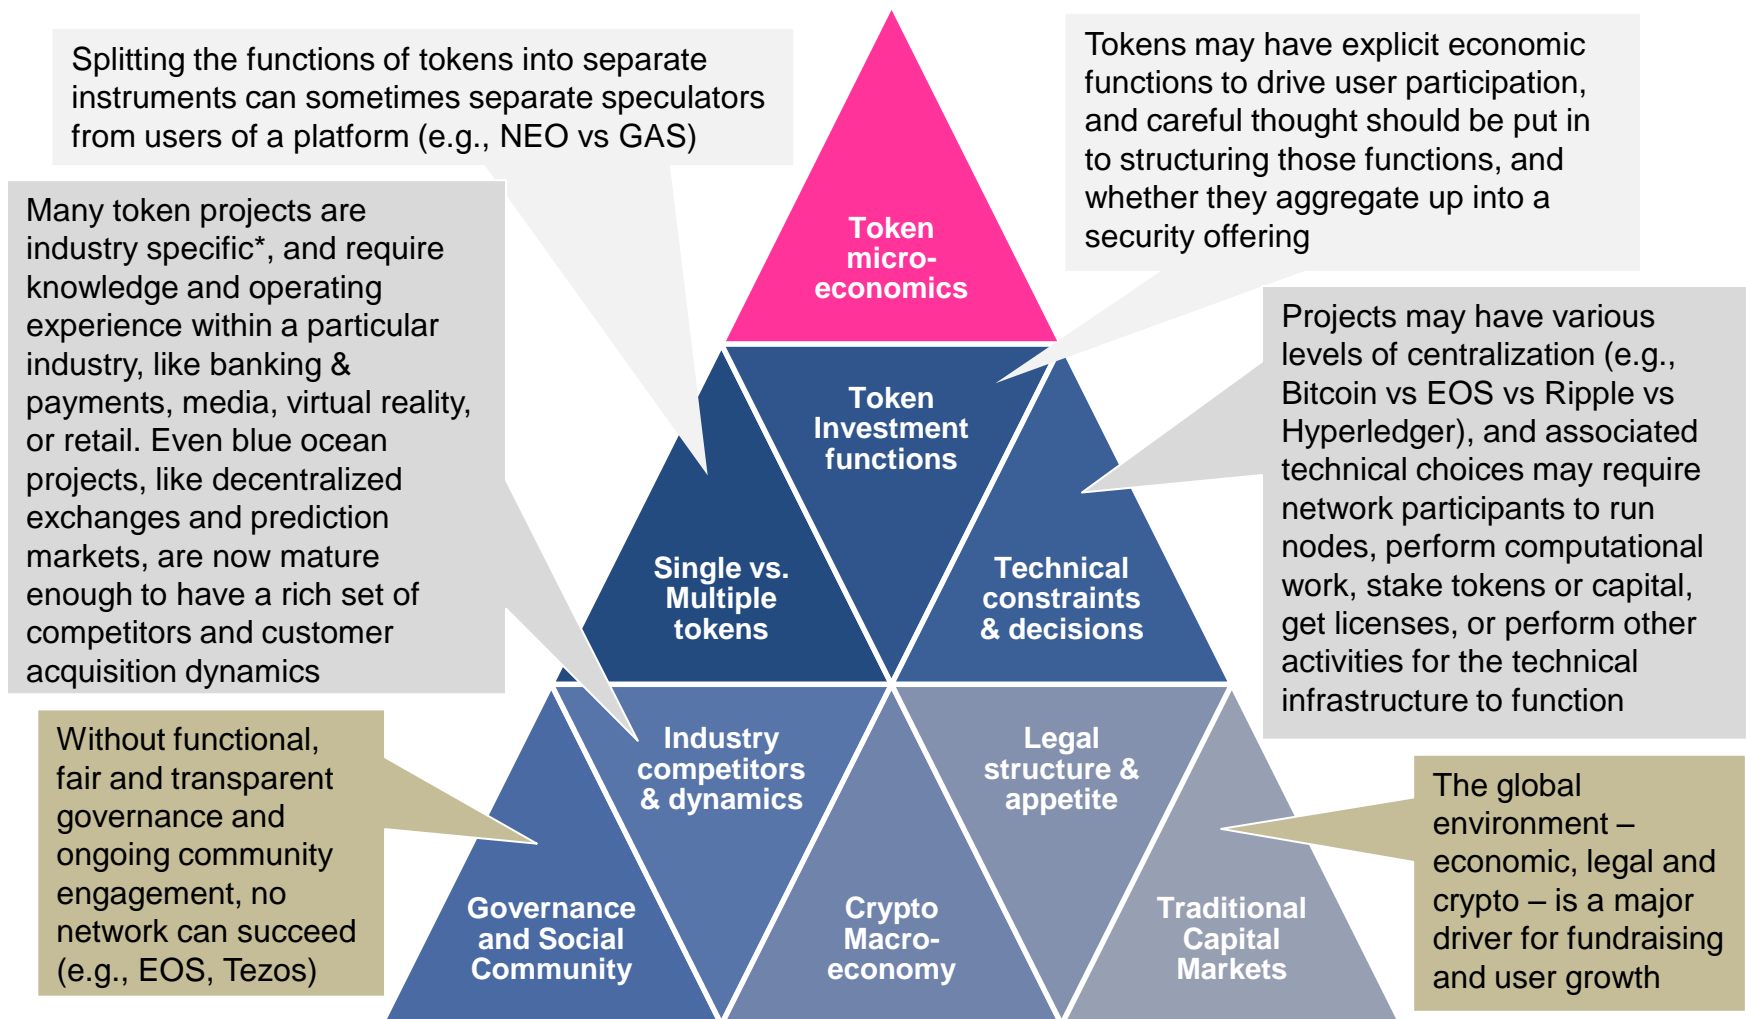 Splitting the functions of tokens into separate
instruments can sometimes separate speculators
from users of a platform (e.g., NEO vs GAS)
Tokens may have explicit economic
functions to drive user participation,
and careful thought should be put in
to structuring those functions, and
whether they aggregate up into a
security offering
Many token projects are
industry specific*, and require
knowledge and operating
experience within a particular
industry, like banking &
payments, media, virtual reality,
or retail. Even blue ocean
projects, like decentralized
exchanges and prediction
markets, are now mature
enough to have a rich set of
competitors and customer
acquisition dynamics
Token
micro-
economics
Projects may have various
levels of centralization (e.g.,
Bitcoin vs EOS vs Ripple vs
Hyperledger), and associated
technical choices may require
network participants to run
nodes, perform computational
work, stake tokens or capital,
get licenses, or perform other
activities for the technical
infrastructure to function
Token
Investment
functions
Single vs.
Multiple
tokens
Technical
constraints
& decisions
Without functional,
fair and transparent
governance and
ongoing community
engagement, no
network can succeed
(e.g., EOS, Tezos)
Industry
competitors
& dynamics
Legal
structure &
appetite
The global
environment –
economic, legal and
crypto – is a major
driver for fundraising
and user growth
Governance
and Social
Community
Crypto
Macro-
economy
Traditional
Capital
Markets